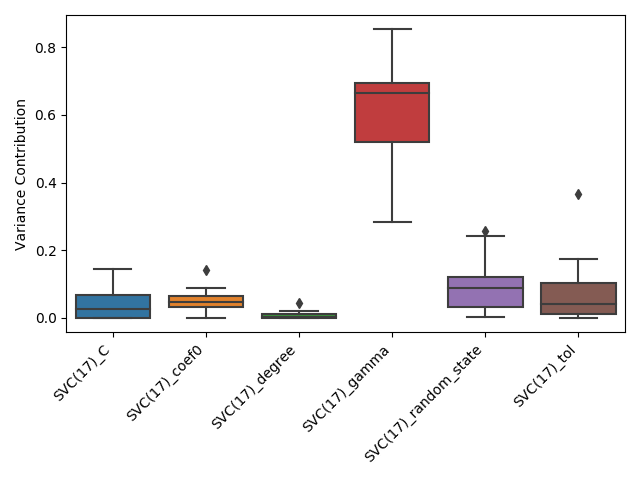 Variance Contribution
0.8
0.6
0.4
0.2
0.0
SVC(17)_C
SVC(17)_coef0
SVC(17)_degree
SVC(17)_gamma
SVC(17)_random_state
SVC(17)_tol